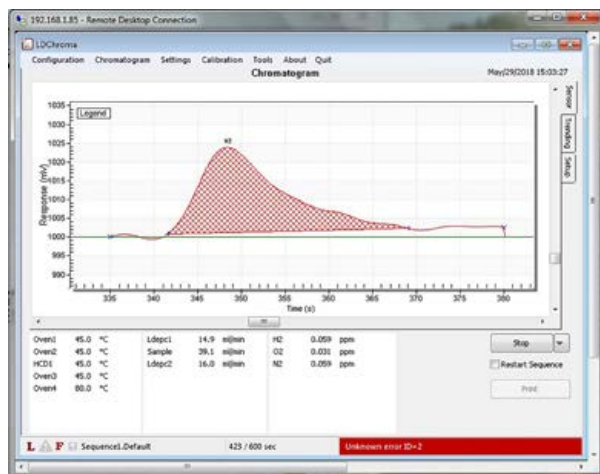 192.168.1.85 - Remote Desktop Connection
LDChroma
Configuration Chromatogram Settings Calibration Tools About Quit
Chromatogram May/29/2018 15:03:27
Legend
Response (mV)
1035
1030
1025
1020
1015
1010
1005
1000
995
990
N2
335 340 345 350 355 360 365 370 375 380
Time (s)
Sensor
Trending
Setup
Oven1 45.0 °C Ldepc1 14.9 ml/min H2 0.059 ppm
Oven2 45.0 °C Sample 39.1 ml/min O2 0.031 ppm
HCD1 45.0 °C Ldepc2 16.0 ml/min N2 0.059 ppm
Oven3 45.0 °C
Oven4 60.0 °C
Stop
Restart Sequence
Print
L A F Sequence1.Default 423 / 600 sec Unknown error ID=2